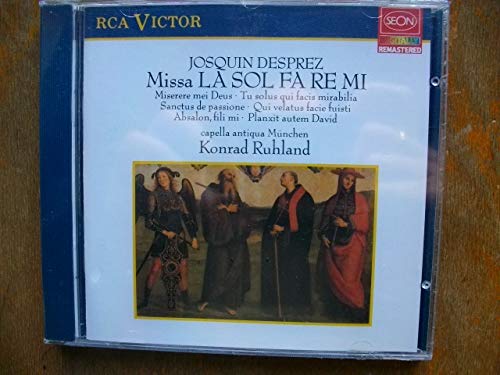 RCA VICTOR
SEON
DIGITALLY
REMASTERED
JOSQUIN DESPREZ
Missa LA SOL FA RE MI
Miserere mei Deus · Tu solus qui facis mirabilia
Sanctus de passione · Qui velatus facie fuisti
Absalon, fili mi · Planxit autem David
capella antiqua München
Konrad Ruhland